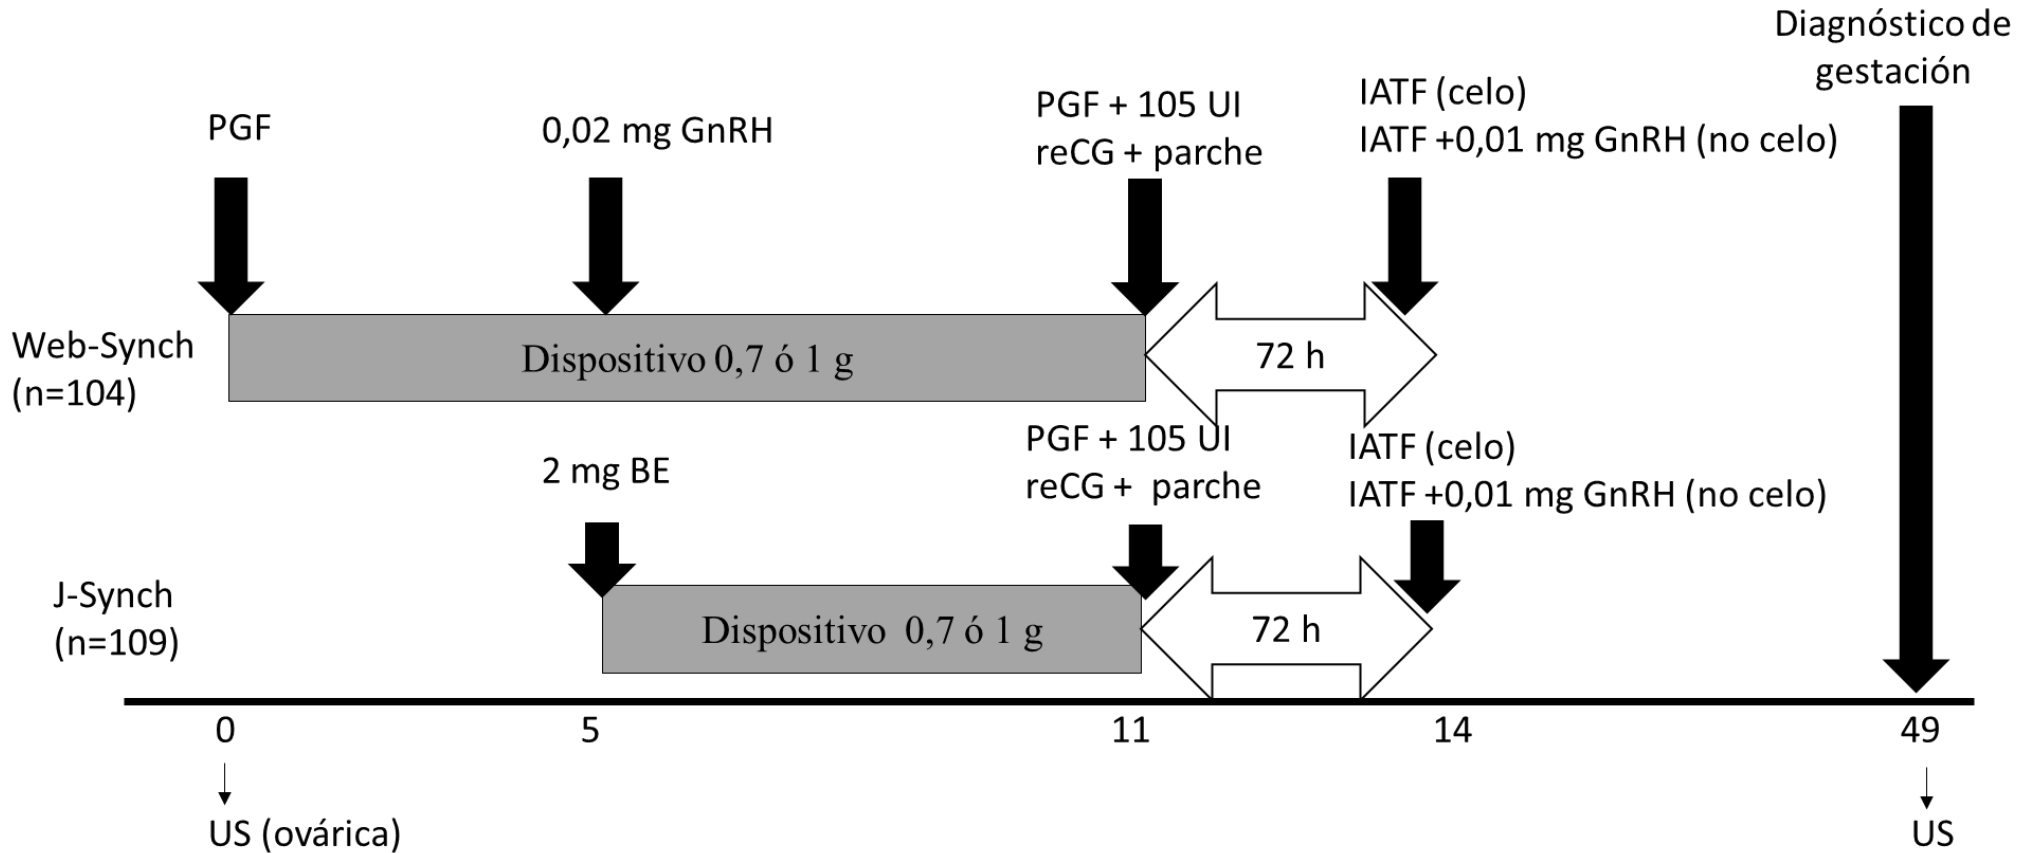 Diagnóstico de
gestación
PGF
0,02 mg GnRH
PGF + 105 UI
reCG + parche
IATF (celo)
IATF +0,01 mg GnRH (no celo)
Web-Synch
(n=104)
Dispositivo 0,7 ó 1 g
72 h
2 mg BE
PGF + 105 UI
reCG + parche
IATF (celo)
IATF +0,01 mg GnRH (no celo)
J-Synch
(n=109)
Dispositivo 0,7 ó 1 g
72 h
0 5 11 14 49
US (ovárica) US